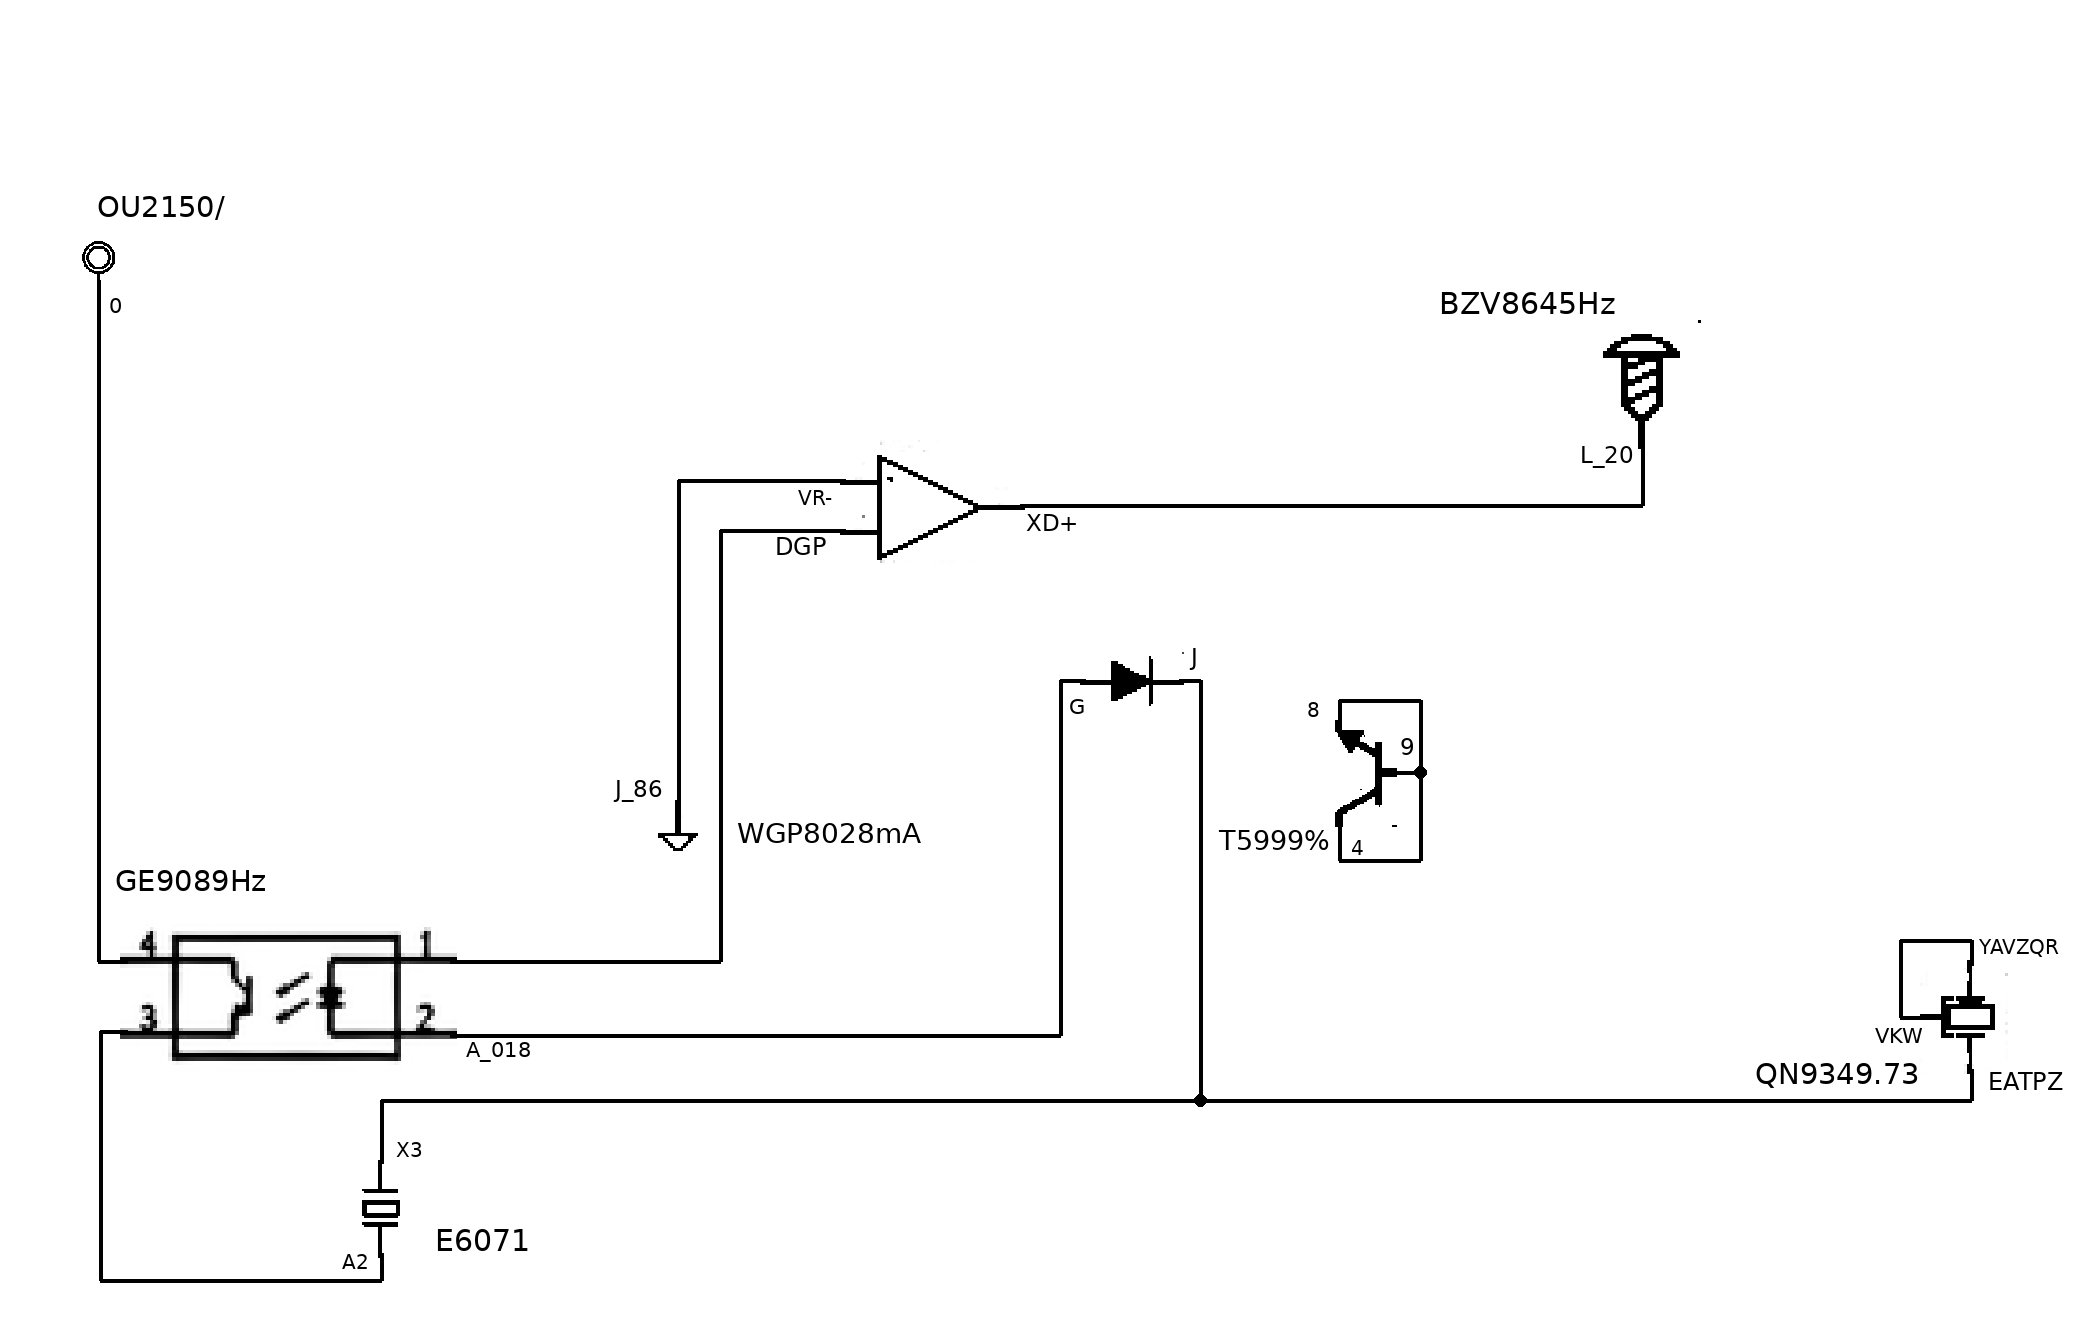 OU2150/
0
BZV8645Hz
L_20
VR-
XD+
DGP
J
G
8
9
J_86
WGP8028mA
T5999%
4
GE9089Hz
4
1
3
2
A_018
YAVZQR
VKW
QN9349.73
EATPZ
X3
E6071
A2